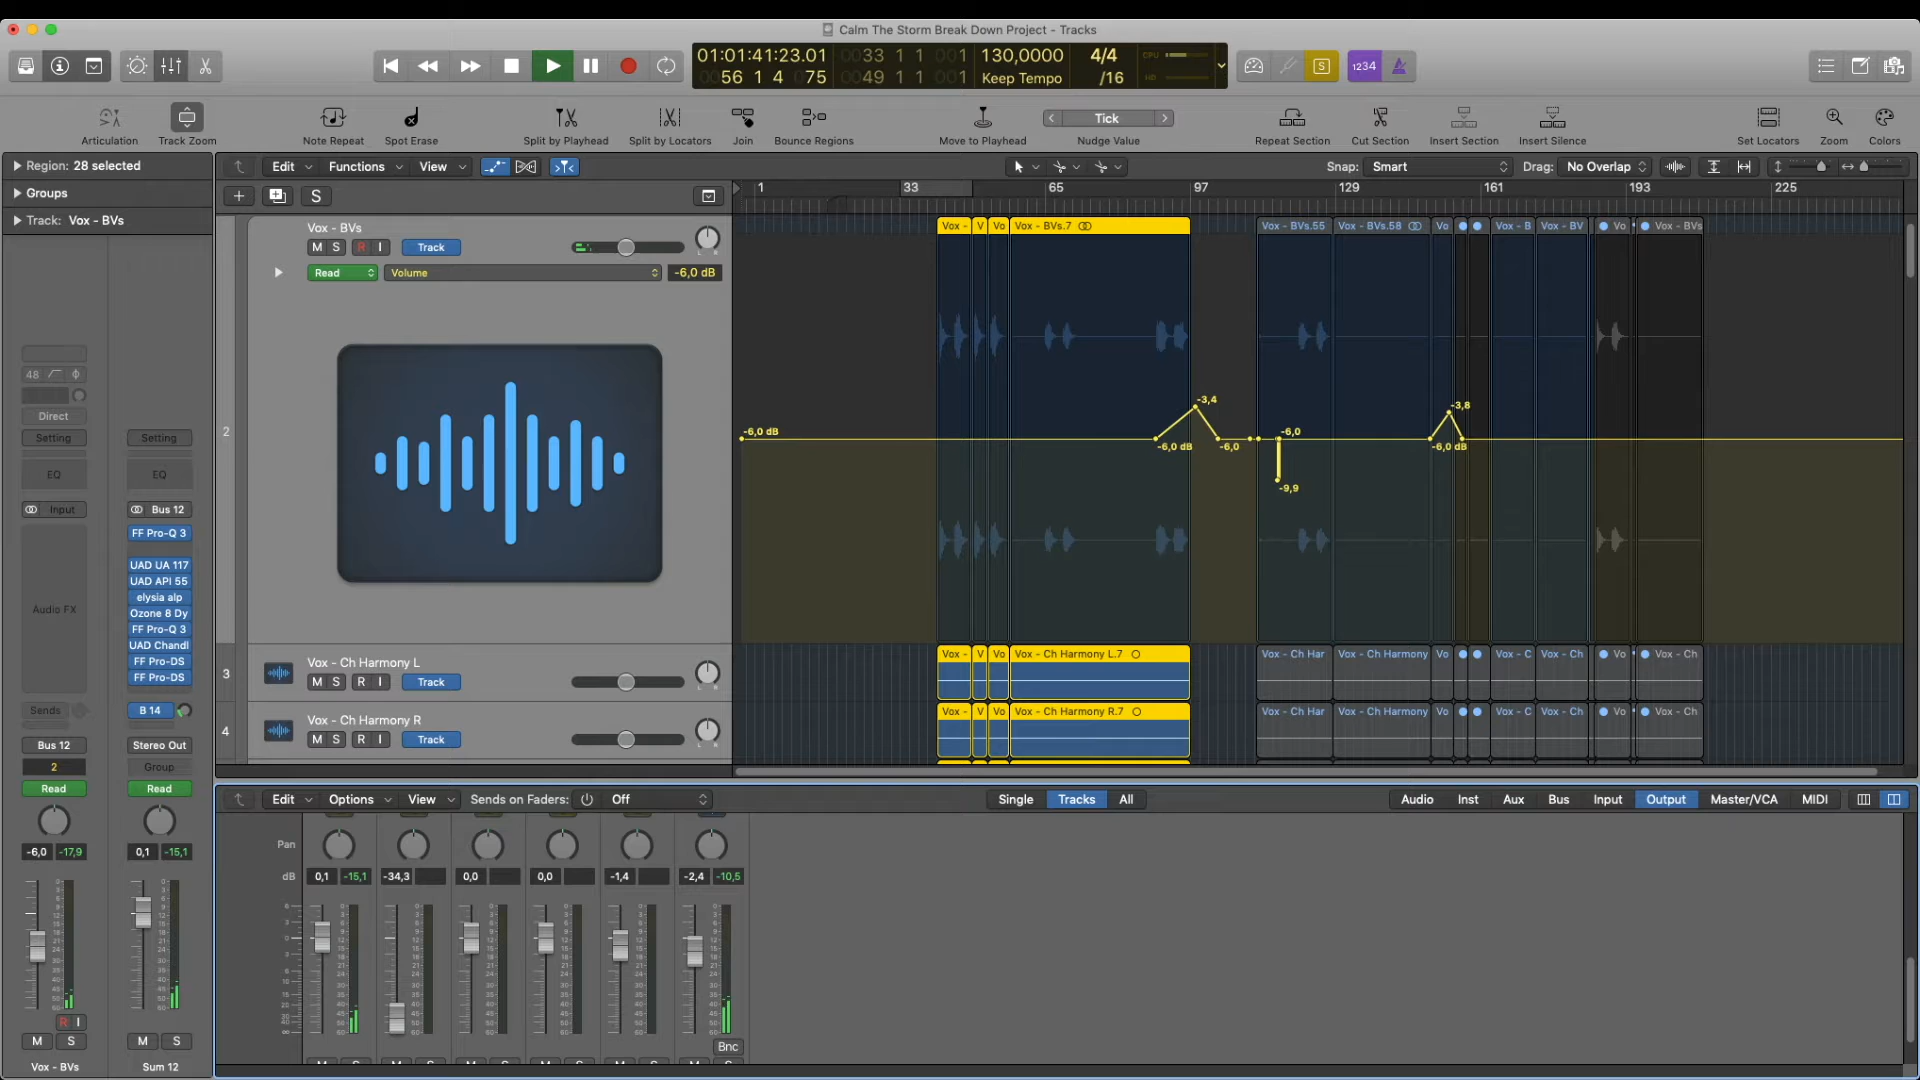 Calm The Storm Break Down Project - Tracks
01:01:41:23.01
56 1 4 75
0033 1 1 001
0049 1 1 001
130,0000
Keep Tempo
4/4
/16
CPU
HD
1234
Articulation
Track Zoom
Note Repeat
Spot Erase
Split by Playhead
Split by Locators
Join
Bounce Regions
Move to Playhead
Tick
Nudge Value
Repeat Section
Cut Section
Insert Section
Insert Silence
Set Locators
Zoom
Colors
Region: 28 selected
Groups
Track: Vox - BVs
Edit
Functions
View
Snap:
Smart
Drag:
No Overlap
S
1
33
65
97
129
161
193
225
2
Vox - BVs
M S R I
Track
Read
Volume
-6,0 dB
Vox -
V
Vo
Vox - BVs.7
Vox - BVs.55
Vox - BVs.58
Vo
Vox - B
Vox - BV
Vo
Vox - BVs
-6,0 dB
-3,4
-6,0 dB
-6,0
-6,0
-9,9
-3,8
-6,0 dB
3
Vox - Ch Harmony L
M S R I
Track
Vox -
V
Vo
Vox - Ch Harmony L.7
Vox - Ch Har
Vox - Ch Harmony
Vo
Vox - C
Vox - Ch
Vo
Vox - Ch
4
Vox - Ch Harmony R
M S R I
Track
Vox -
V
Vo
Vox - Ch Harmony R.7
Vox - Ch Har
Vox - Ch Harmony
Vo
Vox - C
Vox - Ch
Vo
Vox - Ch
48
Direct
Setting
EQ
Input
Audio FX
Sends
Bus 12
2
Read
-6,0 -17,9
R I
M S
Vox - BVs
Setting
EQ
Bus 12
FF Pro-Q 3
UAD UA 117
UAD API 55
elysia alp
Ozone 8 Dy
FF Pro-Q 3
UAD Chandl
FF Pro-DS
FF Pro-DS
B 14
Stereo Out
Group
Read
0,1 -15,1
M S
Sum 12
Edit
Options
View
Sends on Faders:
Off
Single
Tracks
All
Audio
Inst
Aux
Bus
Input
Output
Master/VCA
MIDI
Pan
dB
0,1 -15,1
-34,3
0,0
0,0
-1,4
-2,4 -10,5
Bnc